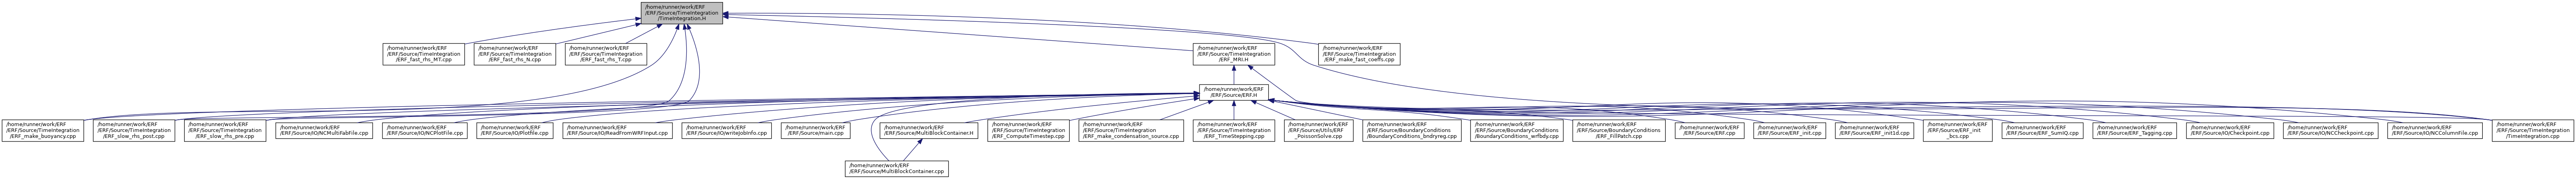 /home/runner/work/ERF
/ERF/Source/TimeIntegration
/TimeIntegration.H
/home/runner/work/ERF
/ERF/Source/TimeIntegration
/ERF_fast_rhs_MT.cpp
/home/runner/work/ERF
/ERF/Source/TimeIntegration
/ERF_fast_rhs_N.cpp
/home/runner/work/ERF
/ERF/Source/TimeIntegration
/ERF_fast_rhs_T.cpp
/home/runner/work/ERF
/ERF/Source/TimeIntegration
/ERF_MRI.H
/home/runner/work/ERF
/ERF/Source/TimeIntegration
/ERF_make_fast_coeffs.cpp
/home/runner/work/ERF
/ERF/Source/ERF.H
/home/runner/work/ERF
/ERF/Source/TimeIntegration
/ERF_make_buoyancy.cpp
/home/runner/work/ERF
/ERF/Source/TimeIntegration
/ERF_slow_rhs_post.cpp
/home/runner/work/ERF
/ERF/Source/TimeIntegration
/ERF_slow_rhs_pre.cpp
/home/runner/work/ERF
/ERF/Source/IO/NCMultiFabFile.cpp
/home/runner/work/ERF
/ERF/Source/IO/NCPlotFile.cpp
/home/runner/work/ERF
/ERF/Source/IO/Plotfile.cpp
/home/runner/work/ERF
/ERF/Source/IO/ReadFromWRFInput.cpp
/home/runner/work/ERF
/ERF/Source/IO/writeJobInfo.cpp
/home/runner/work/ERF
/ERF/Source/main.cpp
/home/runner/work/ERF
/ERF/Source/MultiBlockContainer.H
/home/runner/work/ERF
/ERF/Source/TimeIntegration
/ERF_ComputeTimestep.cpp
/home/runner/work/ERF
/ERF/Source/TimeIntegration
/ERF_make_condensation_source.cpp
/home/runner/work/ERF
/ERF/Source/TimeIntegration
/ERF_TimeStepping.cpp
/home/runner/work/ERF
/ERF/Source/Utils/ERF
_PoissonSolve.cpp
/home/runner/work/ERF
/ERF/Source/BoundaryConditions
/BoundaryConditions_bndryreg.cpp
/home/runner/work/ERF
/ERF/Source/BoundaryConditions
/BoundaryConditions_wrfbdy.cpp
/home/runner/work/ERF
/ERF/Source/BoundaryConditions
/ERF_FillPatch.cpp
/home/runner/work/ERF
/ERF/Source/ERF.cpp
/home/runner/work/ERF
/ERF/Source/ERF_init.cpp
/home/runner/work/ERF
/ERF/Source/ERF_init1d.cpp
/home/runner/work/ERF
/ERF/Source/ERF_init
_bcs.cpp
/home/runner/work/ERF
/ERF/Source/ERF_SumIQ.cpp
/home/runner/work/ERF
/ERF/Source/ERF_Tagging.cpp
/home/runner/work/ERF
/ERF/Source/IO/Checkpoint.cpp
/home/runner/work/ERF
/ERF/Source/IO/NCCheckpoint.cpp
/home/runner/work/ERF
/ERF/Source/IO/NCColumnFile.cpp
/home/runner/work/ERF
/ERF/Source/TimeIntegration
/TimeIntegration.cpp
/home/runner/work/ERF
/ERF/Source/MultiBlockContainer.cpp